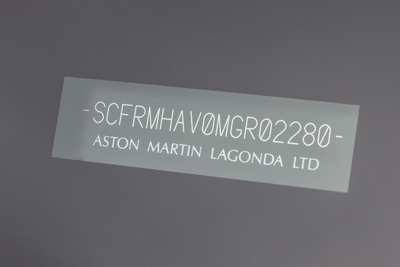 -SCFRMHAV0MGR02280-
ASTON MARTIN LAGONDA LTD